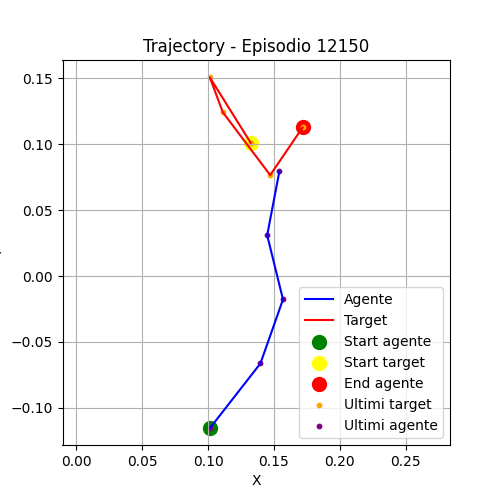 Trajectory - Episodio 12150
0.15
0.10
0.05
0.00
−0.05
−0.10
0.00 0.05 0.10 0.15 0.20 0.25
X
Agente
Target
Start agente
Start target
End agente
Ultimi target
Ultimi agente